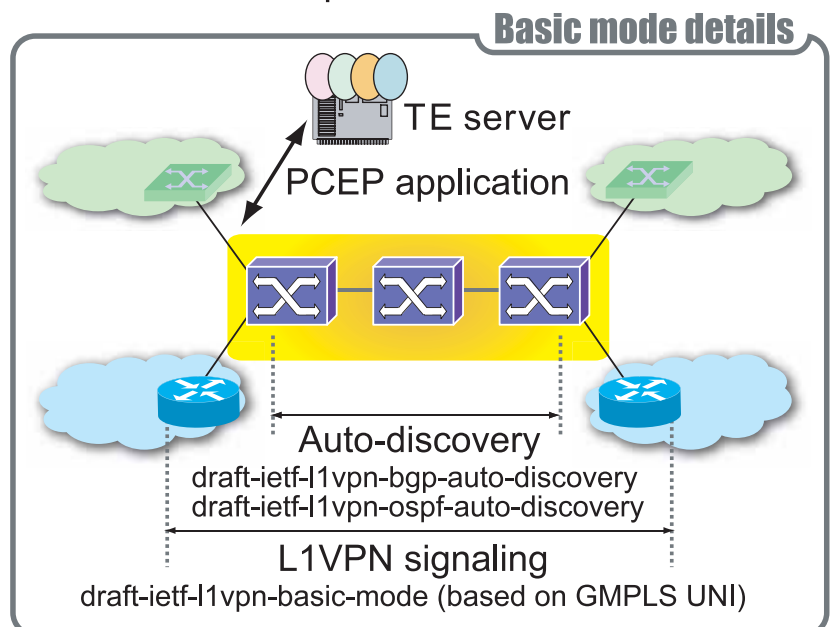 Basic mode details
TE server
PCEP application
Auto-discovery
draft-ietf-l1vpn-bgp-auto-discovery
draft-ietf-l1vpn-ospf-auto-discovery
L1VPN signaling
draft-ietf-l1vpn-basic-mode (based on GMPLS UNI)